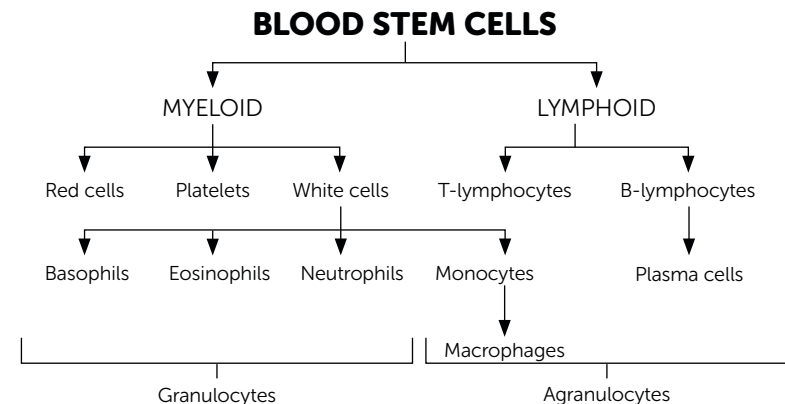 BLOOD STEM CELLS
MYELOID LYMPHOID
Red cells Platelets White cells T-lymphocytes B-lymphocytes
Basophils Eosinophils Neutrophils Monocytes Plasma cells
Macrophages
Granulocytes Agranulocytes